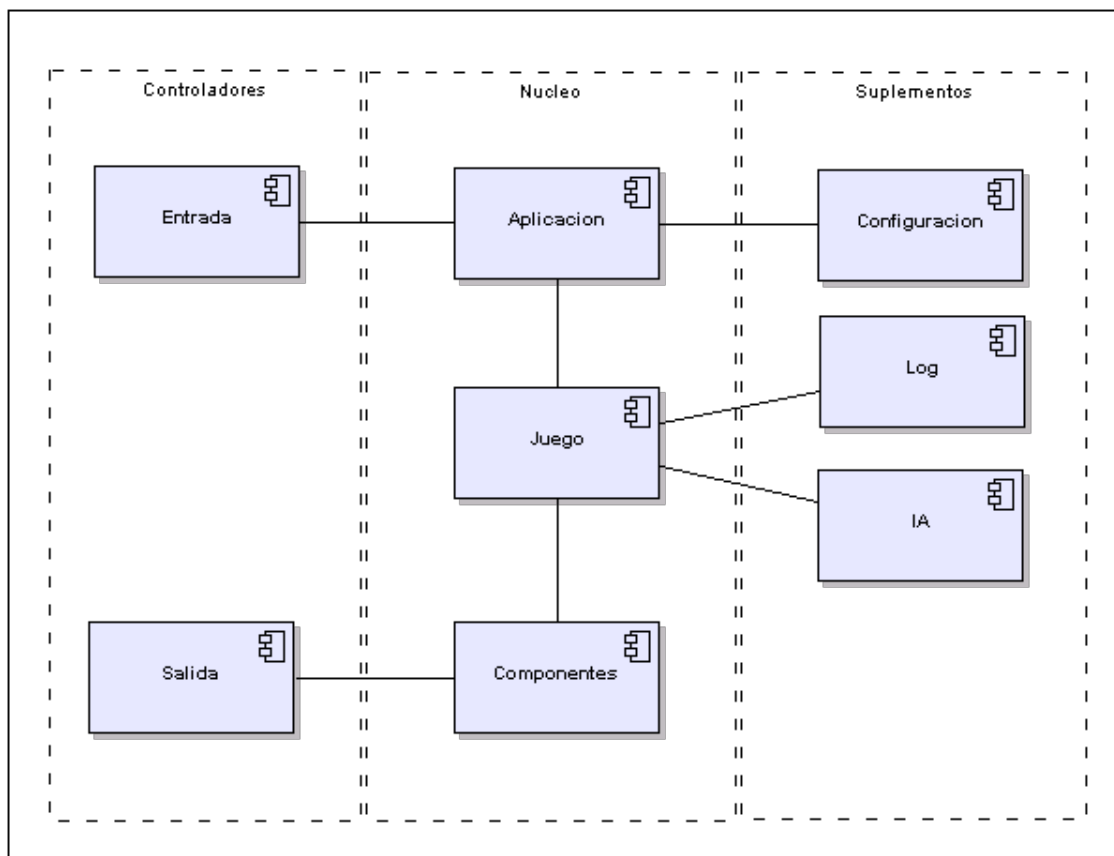 Controladores
Nucleo
Suplementos
Entrada
Aplicacion
Configuracion
Log
Juego
IA
Salida
Componentes